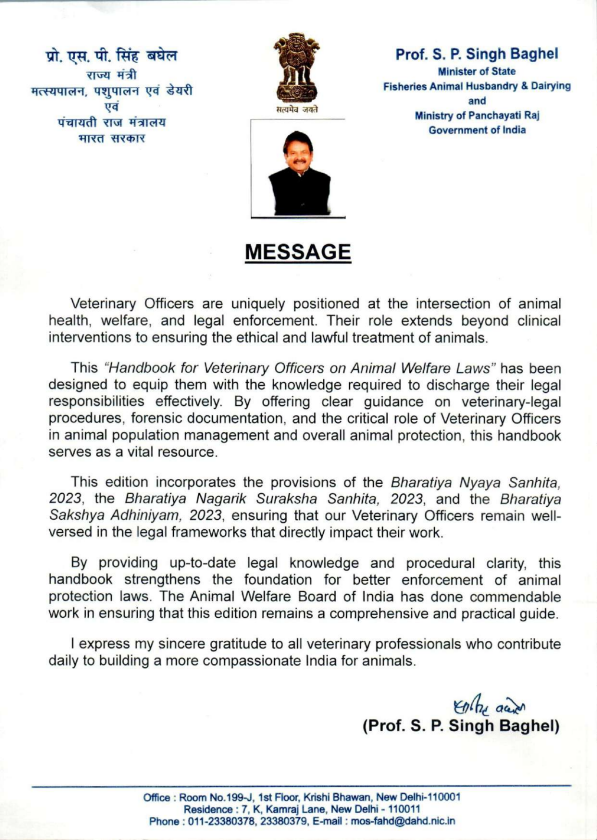 प्रो. एस. पी. सिंह बघेल
राज्य मंत्री
मत्स्यपालन, पशुपालन एवं डेयरी
एवं
पंचायती राज मंत्रालय
भारत सरकार
सत्यमेव जयते
Prof. S. P. Singh Baghel
Minister of State
Fisheries Animal Husbandry & Dairying
and
Ministry of Panchayati Raj
Government of India
MESSAGE
Veterinary Officers are uniquely positioned at the intersection of animal
health, welfare, and legal enforcement. Their role extends beyond clinical
interventions to ensuring the ethical and lawful treatment of animals.
This "Handbook for Veterinary Officers on Animal Welfare Laws" has been
designed to equip them with the knowledge required to discharge their legal
responsibilities effectively. By offering clear guidance on veterinary-legal
procedures, forensic documentation, and the critical role of Veterinary Officers
in animal population management and overall animal protection, this handbook
serves as a vital resource.
This edition incorporates the provisions of the Bharatiya Nyaya Sanhita,
2023, the Bharatiya Nagarik Suraksha Sanhita, 2023, and the Bharatiya
Sakshya Adhiniyam, 2023, ensuring that our Veterinary Officers remain well-
versed in the legal frameworks that directly impact their work.
By providing up-to-date legal knowledge and procedural clarity, this
handbook strengthens the foundation for better enforcement of animal
protection laws. The Animal Welfare Board of India has done commendable
work in ensuring that this edition remains a comprehensive and practical guide.
I express my sincere gratitude to all veterinary professionals who contribute
daily to building a more compassionate India for animals.
(Prof. S. P. Singh Baghel)
Office : Room No.199-J, 1st Floor, Krishi Bhawan, New Delhi-110001
Residence : 7, K, Kamraj Lane, New Delhi - 110011
Phone : 011-23380378, 23380379, E-mail : mos-fahd@dahd.nic.in